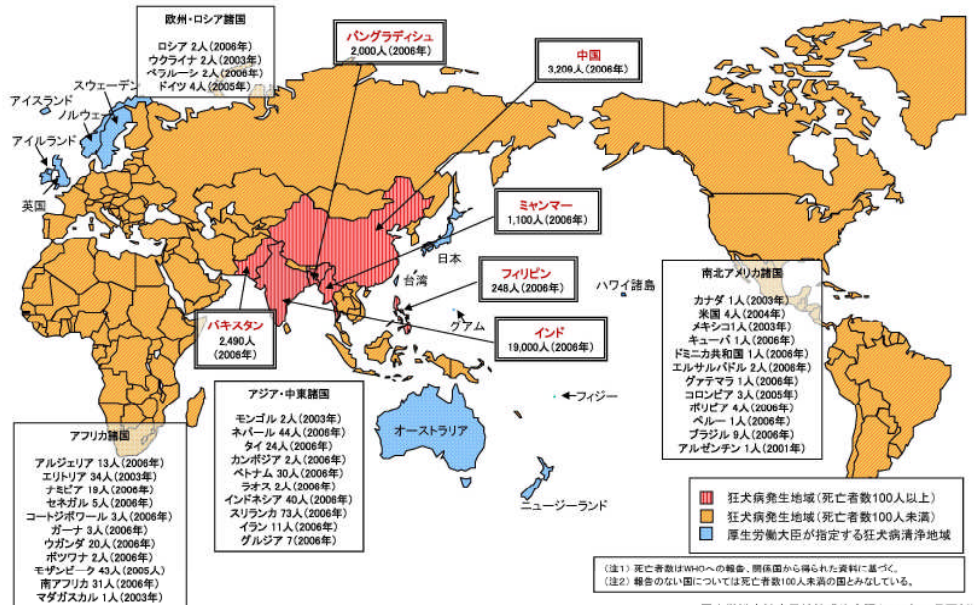 欧州・ロシア諸国
ロシア 2人(2006年)
ウクライナ 2人(2003年)
ベラルーシ 2人(2006年)
ドイツ 4人(2005年)
バングラディシュ
2,000人(2006年)
中国
3,209人(2006年)
スウェーデン
アイスランド
ノルウェー
アイルランド
英国
ミャンマー
1,100人(2006年)
日本
台湾
フィリピン
248人(2006年)
ハワイ諸島
グアム
パキスタン
2,490人
(2006年)
インド
19,000人(2006年)
南北アメリカ諸国
カナダ 1人(2003年)
米国 4人(2004年)
メキシコ1人(2003年)
キューバ 1人(2006年)
ドミニカ共和国 1人(2006年)
エルサルバドル 2人(2006年)
グァテマラ 1人(2006年)
コロンビア 3人(2005年)
ボリビア 4人(2006年)
ペルー 1人(2006年)
ブラジル 9人(2006年)
アルゼンチン 1人(2001年)
アジア・中東諸国
モンゴル 2人(2003年)
ネパール 44人(2006年)
タイ 24人(2006年)
カンボジア 2人(2006年)
ベトナム 30人(2006年)
ラオス 2人(2006年)
インドネシア 40人(2006年)
スリランカ 73人(2006年)
イラン 11人(2006年)
グルジア 7(2006年)
フィジー
オーストラリア
ニュージーランド
アフリカ諸国
アルジェリア 13人(2006年)
エリトリア 34人(2003年)
ナミビア 19人(2006年)
セネガル 5人(2006年)
コートジボワール 3人(2006年)
ガーナ 3人(2006年)
ウガンダ 20人(2006年)
ボツワナ 2人(2006年)
モザンビーク 43人(2005人)
南アフリカ 31人(2006年)
マダガスカル 1人(2003年)
狂犬病発生地域(死亡者数100人以上)
狂犬病発生地域(死亡者数100人未満)
厚生労働大臣が指定する狂犬病清浄地域
(注1) 死亡者数はWHOへの報告、関係国から得られた資料に基づく。
(注2) 報告のない国については死亡者数100人未満の国とみなしている。